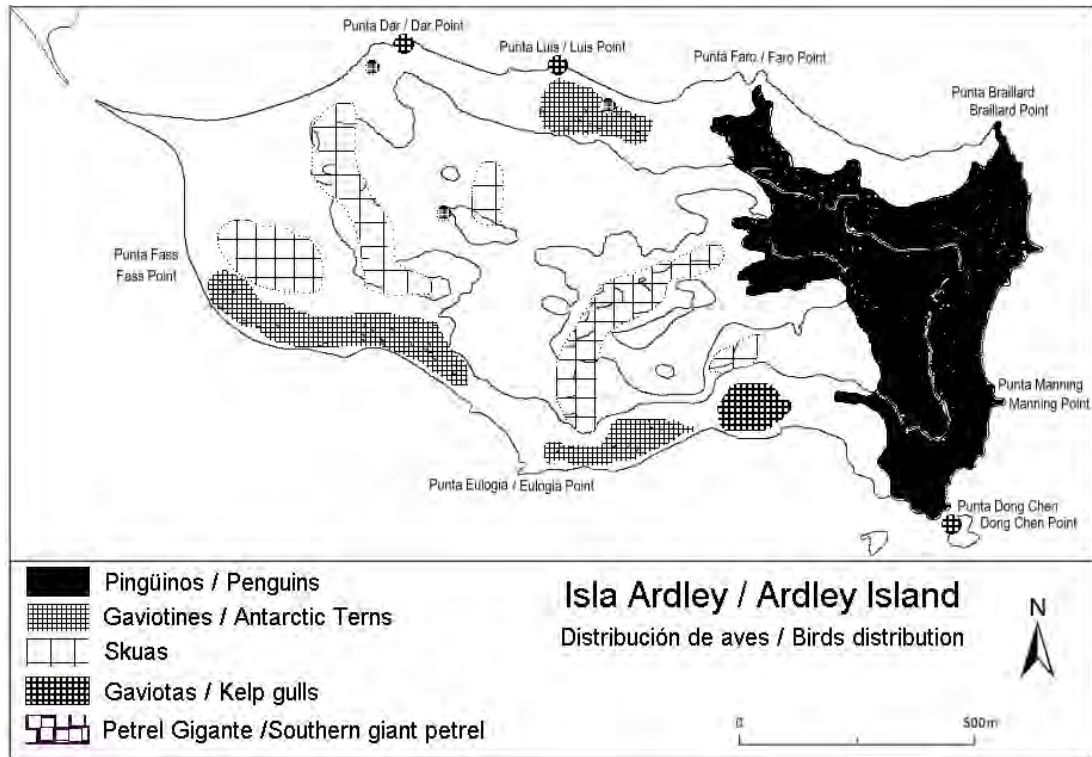 Punta Dar / Dar Point
Punta Luis / Luis Point
Punta Faro / Faro Point
Punta Braillard
Braillard Point
Punta Fass
Fass Point
Punta Manning
Manning Point
Punta Eulogia / Eulogia Point
Punta Dong Chen
Dong Chen Point
Pingüinos / Penguins
Gaviotines / Antarctic Terns
Skuas
Gaviotas / Kelp gulls
Petrel Gigante /Southern giant petrel
Isla Ardley / Ardley Island
Distribución de aves / Birds distribution
N
0 500m